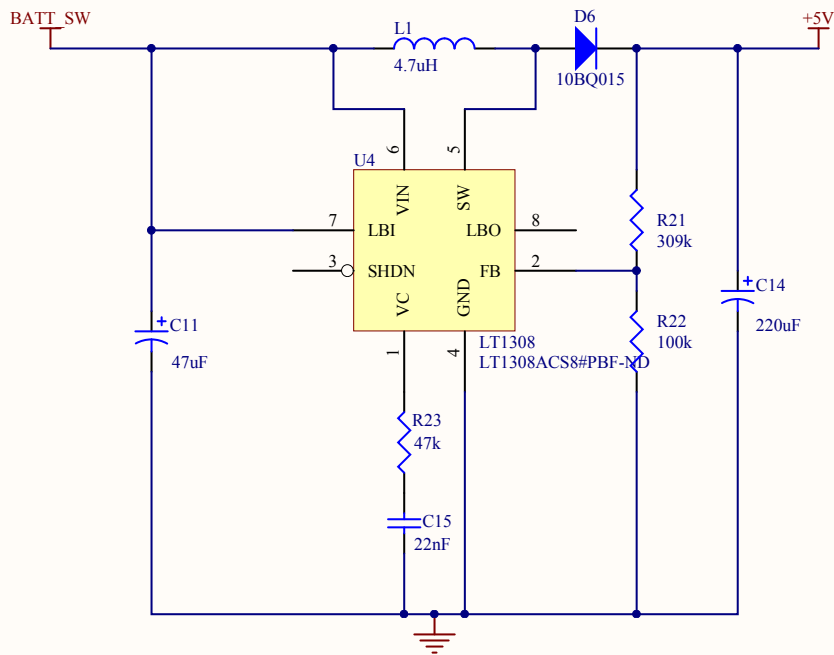 BATT_SW
+5V
L1
4.7uH
D6
10BQ015
U4
6
5
VIN
SW
7
LBI
LBO
8
3
SHDN
FB
2
VC
GND
1
4
LT1308
LT1308ACS8#PBF-ND
R21
309k
R22
100k
+
C14
220uF
+
C11
47uF
R23
47k
C15
22nF